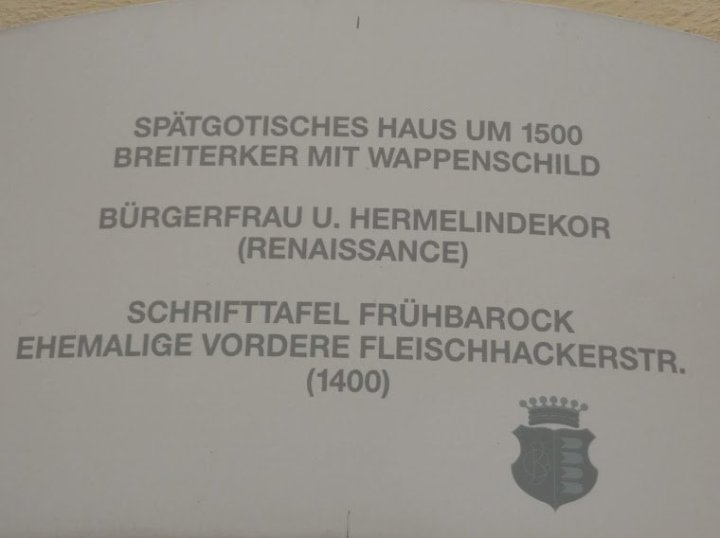 SPÄTGOTISCHES HAUS UM 1500
BREITERKER MIT WAPPENSCHILD
BÜRGERFRAU U. HERMELINDEKOR
(RENAISSANCE)
SCHRIFTTAFEL FRÜHBAROCK
EHEMALIGE VORDERE FLEISCHHACKERSTR.
(1400)